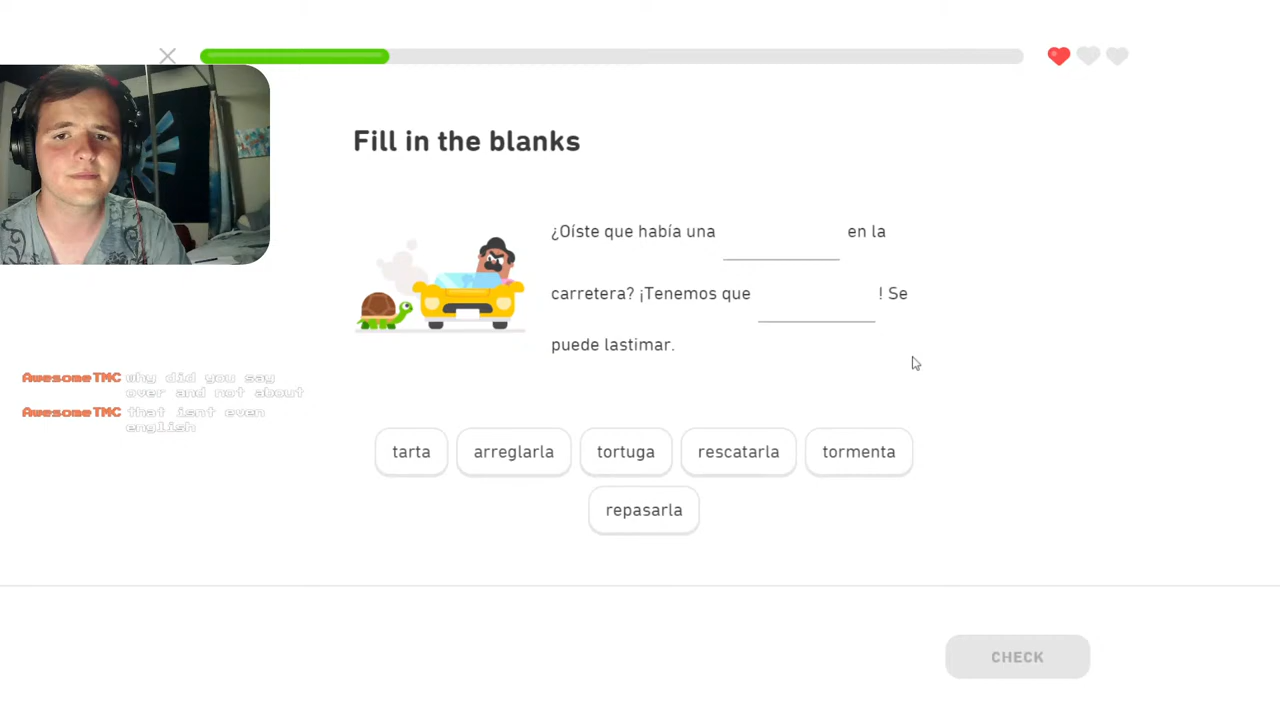 Fill in the blanks
¿Oíste que había una en la
carretera? ¡Tenemos que ! Se
puede lastimar.
AwesomeTMC why did you say
over and not about
AwesomeTMC that isnt even
english
tarta arreglarla tortuga rescatarla tormenta
repasarla
CHECK